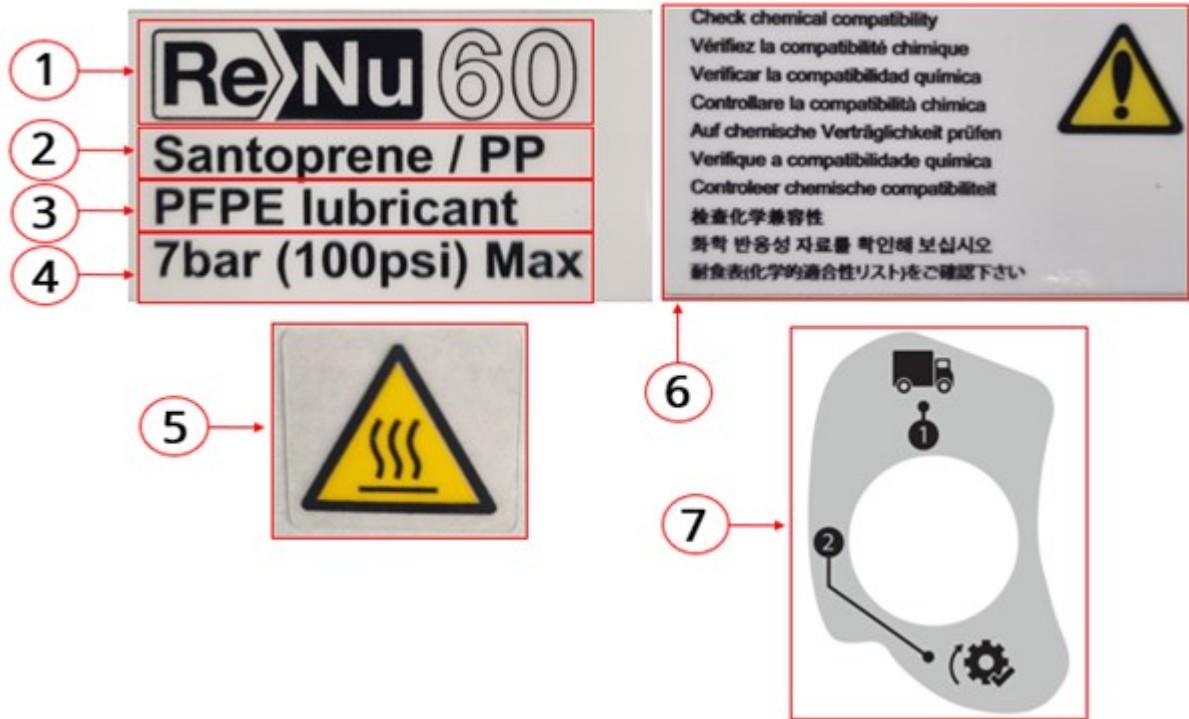 1
Re Nu 60
2
Santoprene / PP
3
PFPE lubricant
4
7bar (100psi) Max
Check chemical compatibility
Vérifiez la compatibilité chimique
Verificar la compatibilidad química
Controllare la compatibilità chimica
Auf chemische Verträglichkeit prüfen
Verifique a compatibilidade química
Controleer chemische compatibiliteit
检查化学兼容性
화학 반응성 자료를 확인해 보십시오
耐食表(化学的適合性リスト)をご確認下さい
5
6
7
1
2